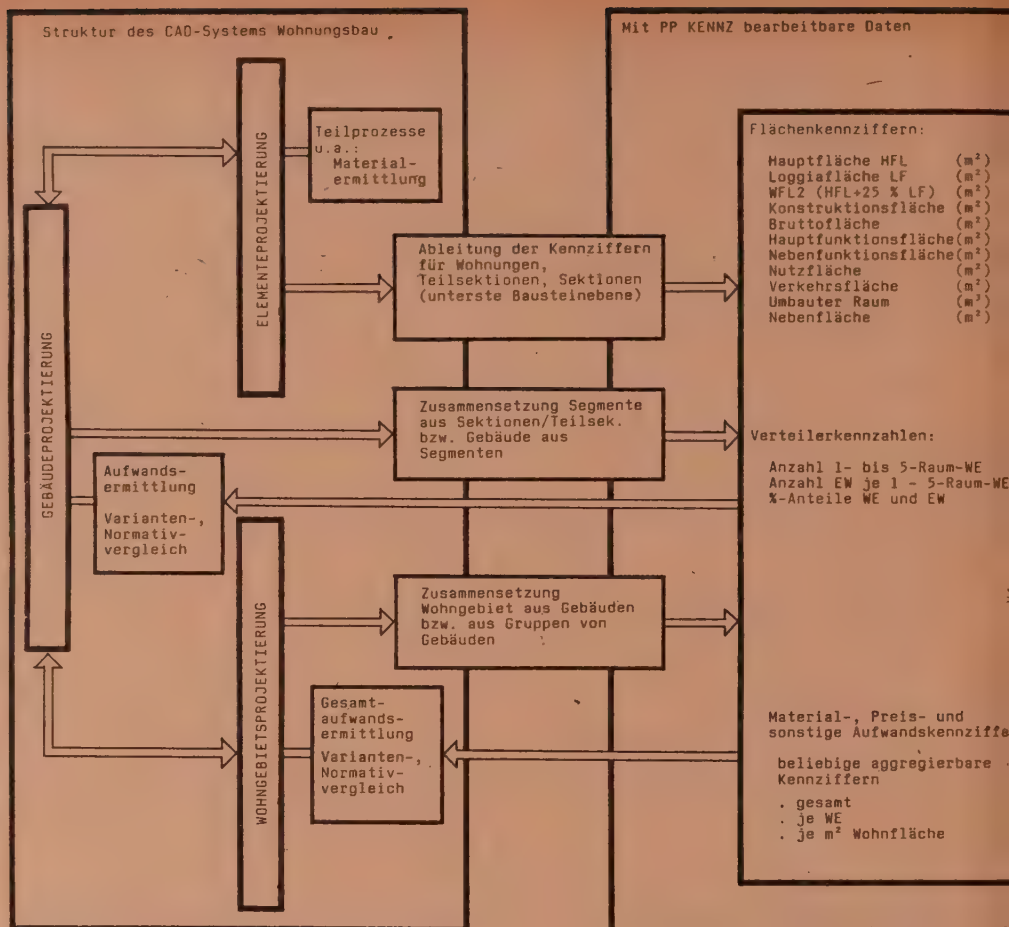 Struktur des CAD-Systems Wohnungsbau
GEBÄUDEPROJEKTIERUNG
ELEMENTEPROJEKTIERUNG
Teilprozesse
u.a.:
Material-
ermittlung
Aufwands-
ermittlung
Varianten-,
Normativ-
vergleich
WOHNGEBIETSPROJEKTIERUNG
Gesamt-
aufwands-
ermittlung
Varianten-,
Normativ-
vergleich
Ableitung der Kennziffern
für Wohnungen,
Teilsektionen, Sektionen
(unterste Bausteinebene)
Zusammensetzung Segmente
aus Sektionen/Teilsek.
bzw. Gebäude aus
Segmenten
Zusammensetzung
Wohngebiet aus Gebäuden
bzw. aus Gruppen von
Gebäuden
Mit PP KENNZ bearbeitbare Daten
Flächenkennziffern:
Hauptfläche HFL (m²)
Loggiafläche LF (m²)
WFL2 (HFL+25 % LF) (m²)
Konstruktionsfläche (m²)
Bruttofläche (m²)
Hauptfunktionsfläche(m²)
Nebenfunktionsfläche(m²)
Nutzfläche (m²)
Verkehrsfläche (m²)
Umbauter Raum (m³)
Nebenfläche (m²)
Verteilerkennzahlen:
Anzahl 1- bis 5-Raum-WE
Anzahl EW je 1 - 5-Raum-WE
%-Anteile WE und EW
Material-, Preis- und
sonstige Aufwandskennziffe
beliebige aggregierbare
Kennziffern
. gesamt
. je WE
. je m² Wohnfläche